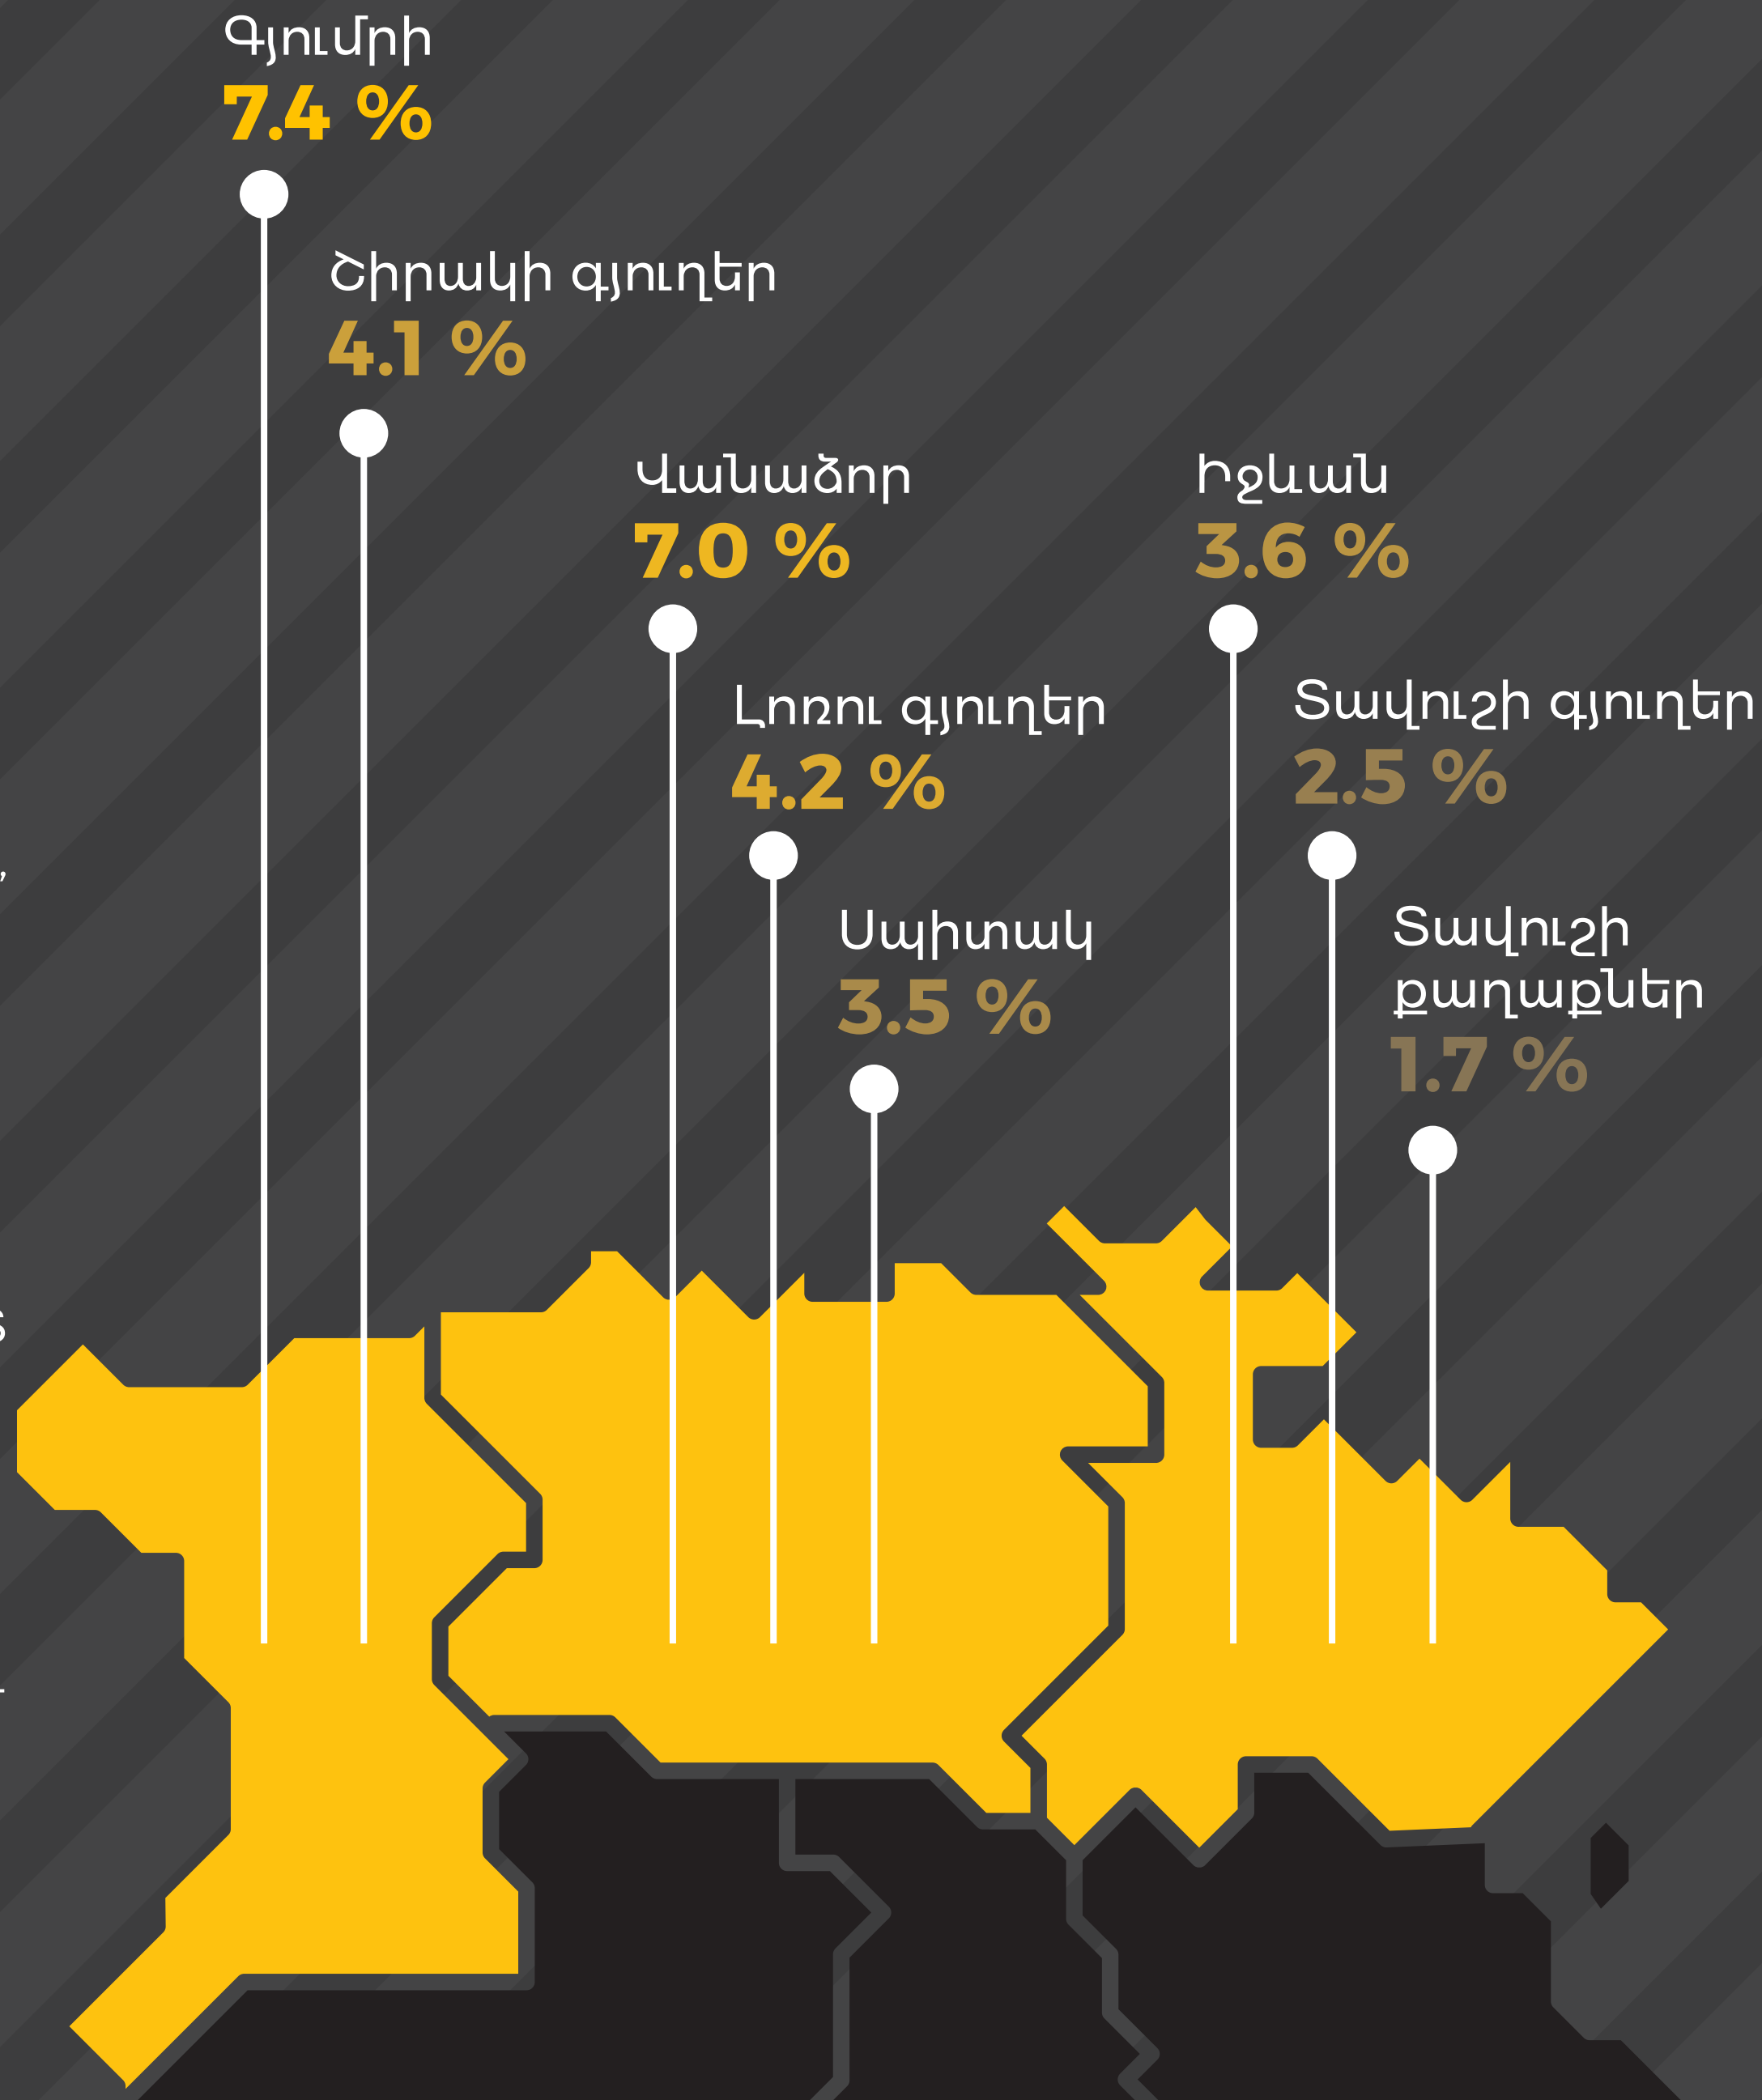 Գյումրի
7.4 %
Շիրակի գյուղեր
4.1 %
Վանաձոր
7.0 %
Իջևան
3.6 %
Լոռու գյուղեր
4.2 %
Տավուշի գյուղեր
2.5 %
Սպիտակ
3.5 %
Տավուշի
քաղաքներ
1.7 %